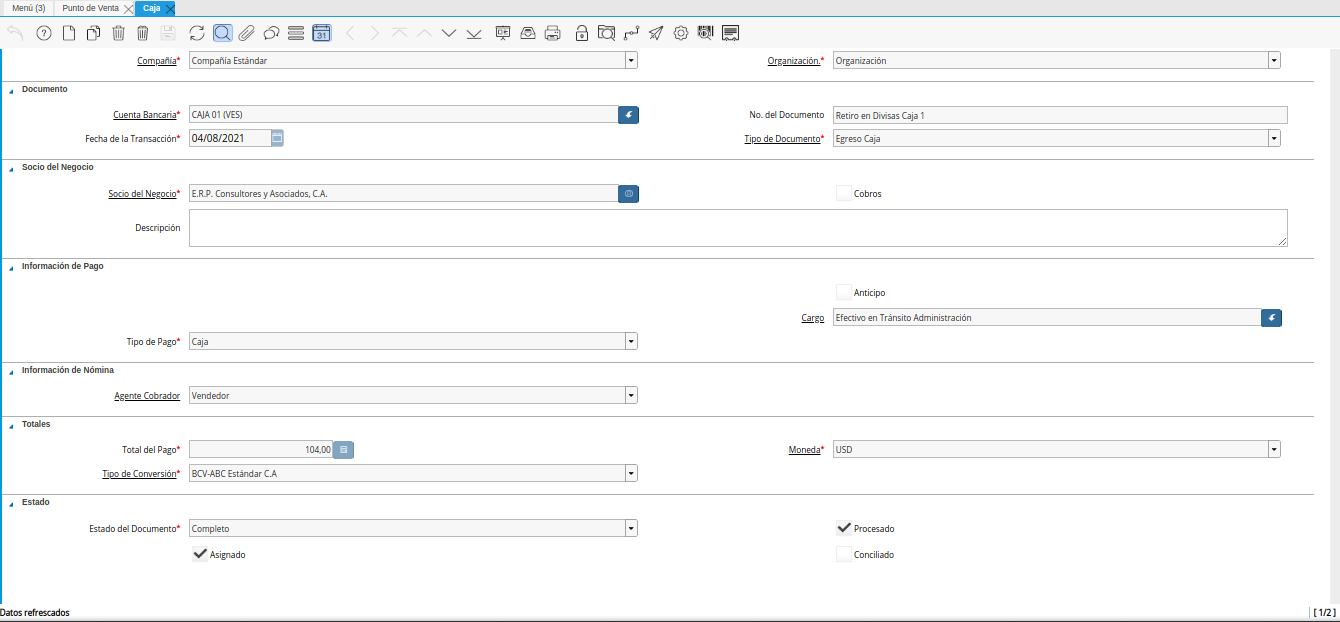 Menú (3) Punto de Venta Caja
31
Compañía* Compañía Estándar Organización.* Organización
Documento
Cuenta Bancaria* CAJA 01 (VES) No. del Documento Retiro en Divisas Caja 1
Fecha de la Transacción* 04/08/2021 Tipo de Documento* Egreso Caja
Socio del Negocio
Socio del Negocio* E.R.P. Consultores y Asociados, C.A. Cobros
Descripción
Información de Pago
Anticipo
Cargo Efectivo en Tránsito Administración
Tipo de Pago* Caja
Información de Nómina
Agente Cobrador Vendedor
Totales
Total del Pago* 104,00 Moneda* USD
Tipo de Conversión* BCV-ABC Estándar C.A
Estado
Estado del Documento* Completo Procesado
Asignado Conciliado
Datos refrescados [ 1/2 ]